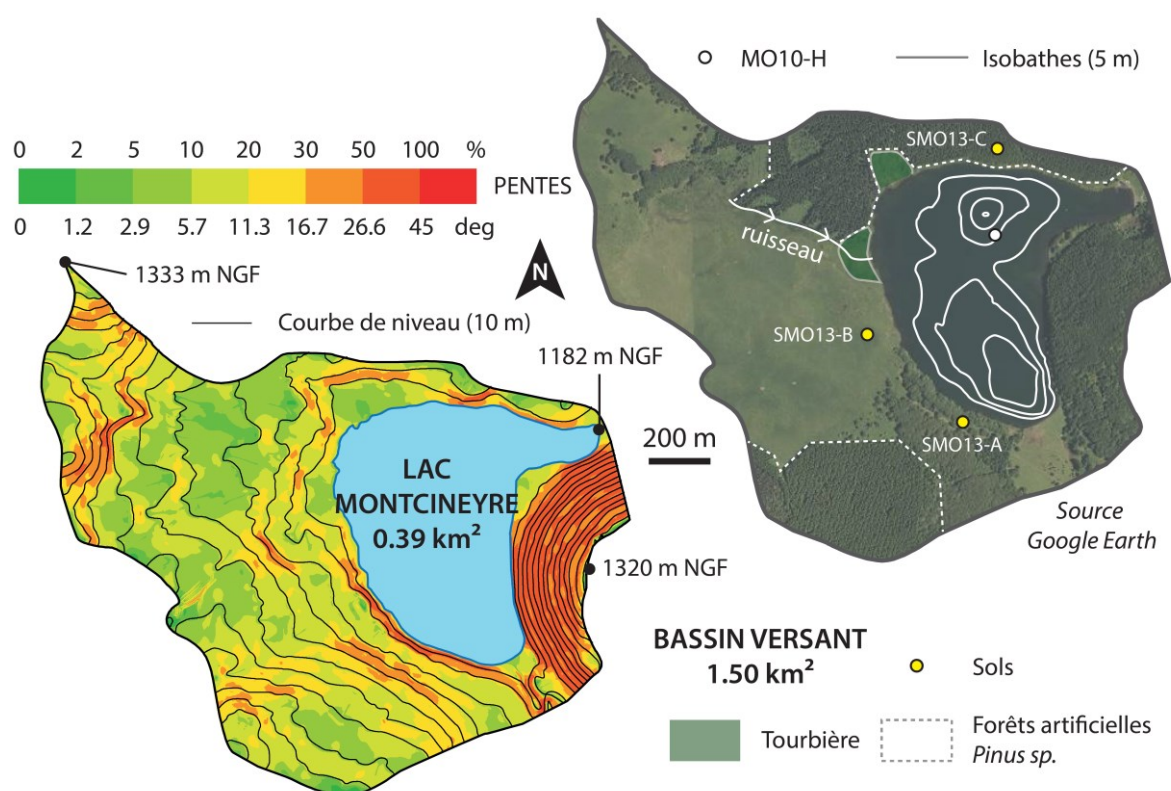 MO10-H
Isobathes (5 m)
SMO13-C
0 2 5 10 20 30 50 100 %
PENTES
0 1.2 2.9 5.7 11.3 16.7 26.6 45 deg
ruisseau
1333 m NGF
N
Courbe de niveau (10 m)
SMO13-B
1182 m NGF
200 m
SMO13-A
LAC
MONTCINEYRE
0.39 km²
Source
Google Earth
1320 m NGF
BASSIN VERSANT
1.50 km²
Sols
Tourbière
Forêts artificielles
Pinus sp.